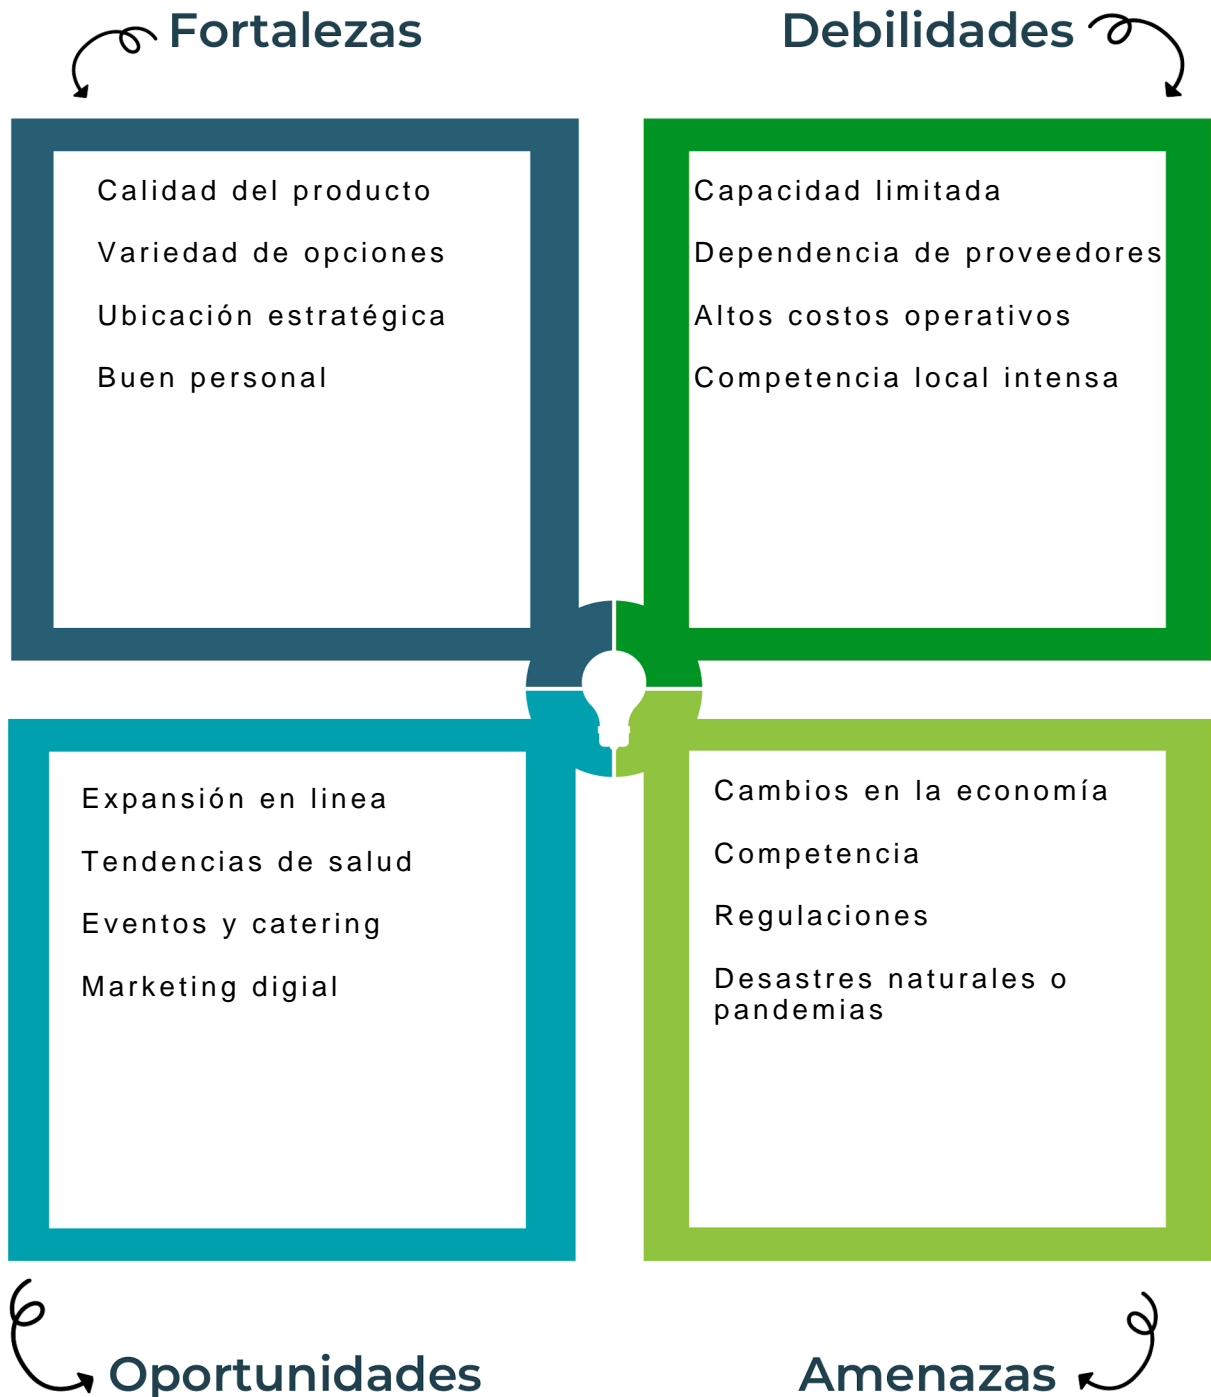 Fortalezas
Calidad del producto
Variedad de opciones
Ubicación estratégica
Buen personal
Debilidades
Capacidad limitada
Dependencia de proveedores
Altos costos operativos
Competencia local intensa
Expansión en linea
Tendencias de salud
Eventos y catering
Marketing digial
Oportunidades
Cambios en la economía
Competencia
Regulaciones
Desastres naturales o
pandemias
Amenazas